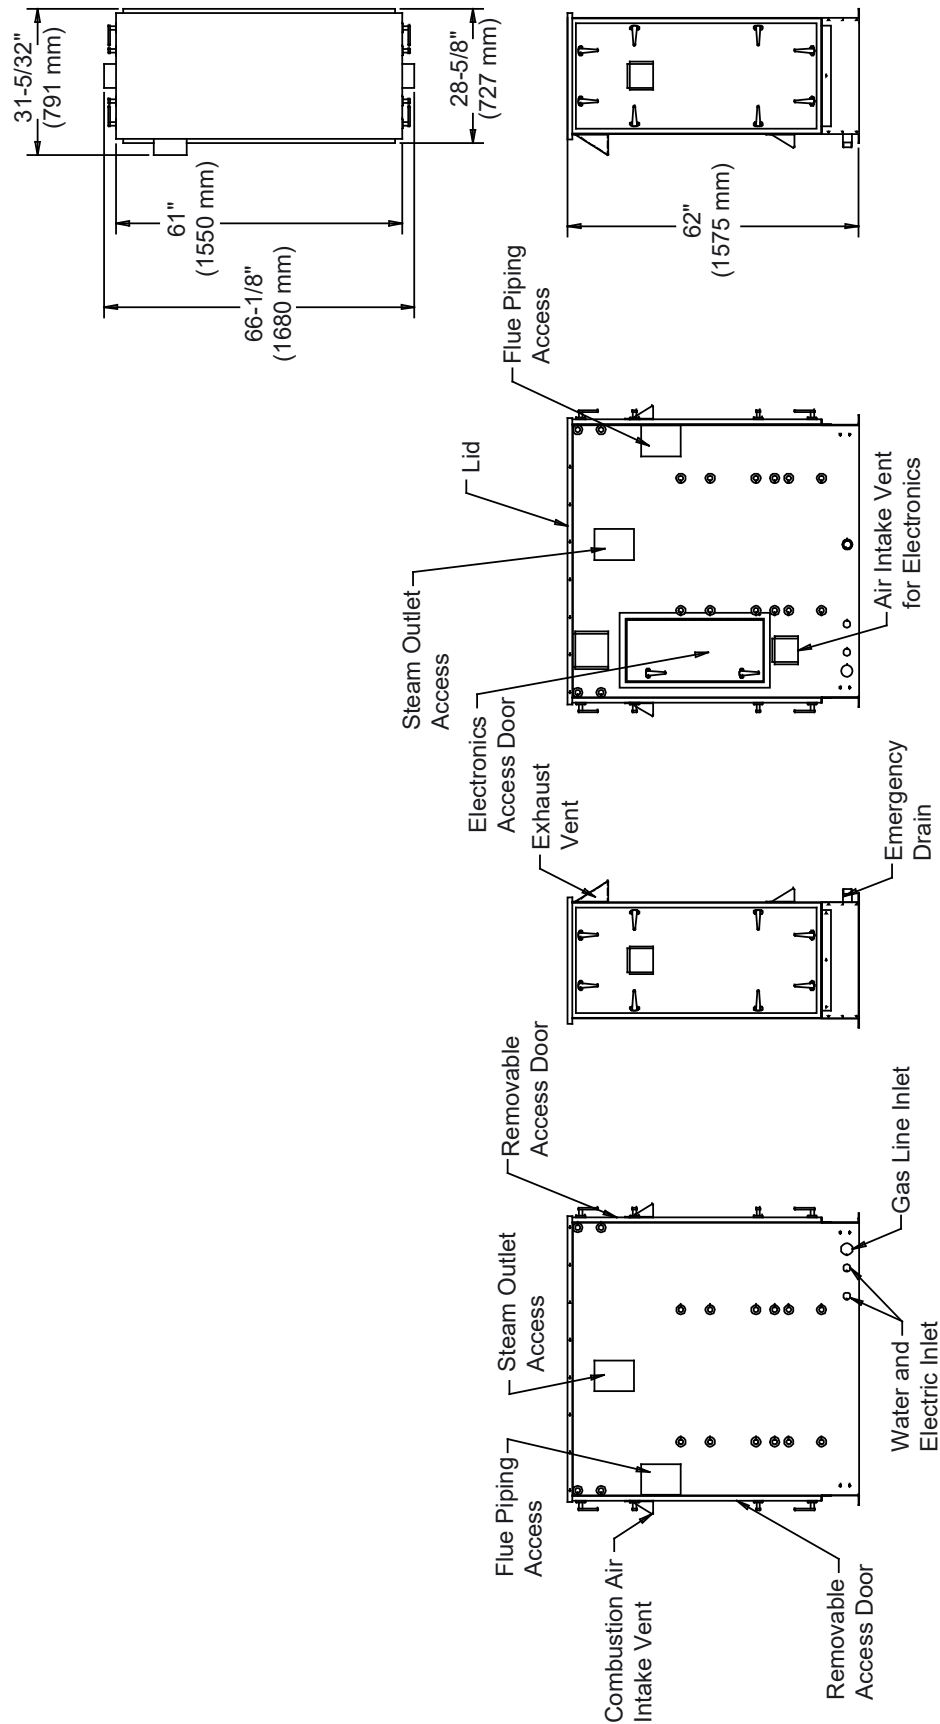 31-5/32"
(791 mm)
28-5/8"
(727 mm)
61"
(1550 mm)
66-1/8"
(1680 mm)
62"
(1575 mm)
Flue Piping
Access
Lid
Steam Outlet
Access
Electronics
Access Door
Air Intake Vent
for Electronics
Exhaust
Vent
Emergency
Drain
Removable
Access Door
Steam Outlet
Access
Flue Piping
Access
Combustion Air
Intake Vent
Removable
Access Door
Water and
Electric Inlet
Gas Line Inlet